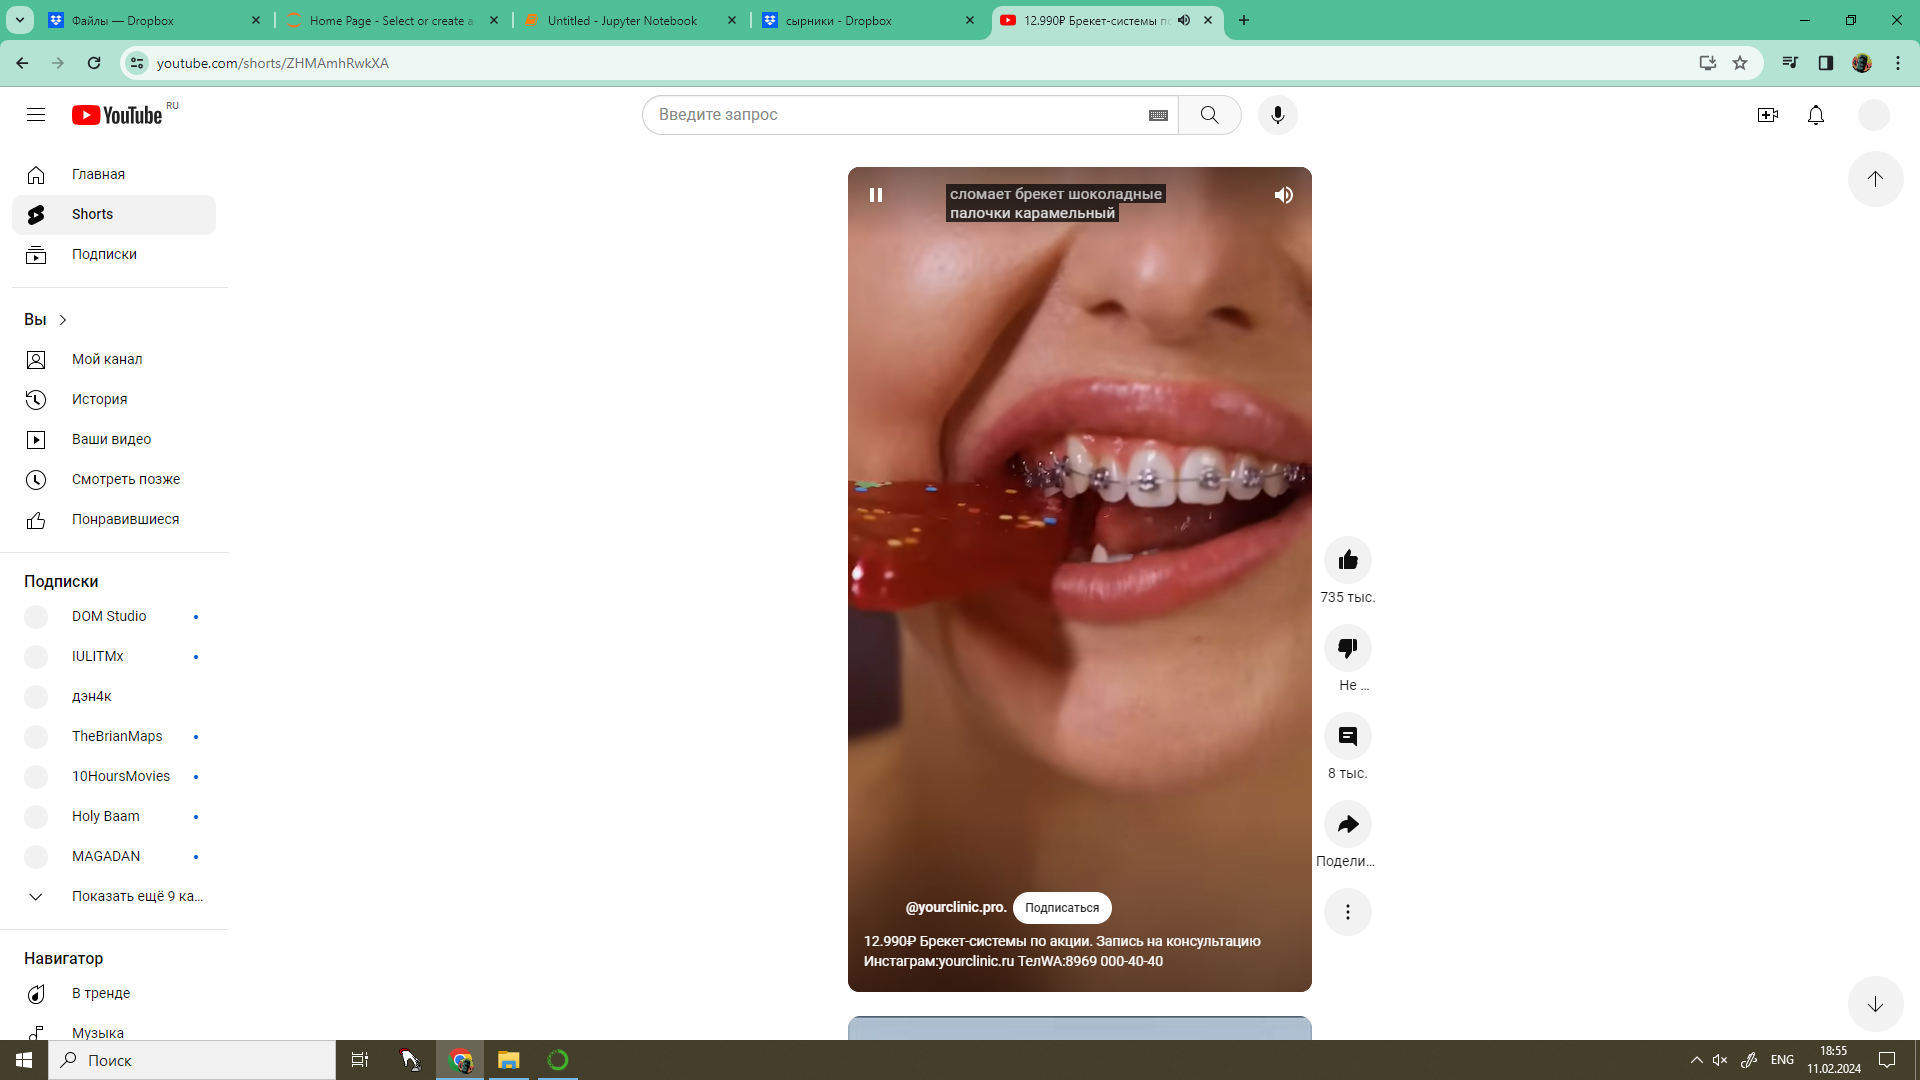 Файлы — Dropbox
Home Page - Select or create a
Untitled - Jupyter Notebook
сырники - Dropbox
12.990₽ Брекет-системы по
youtube.com/shorts/ZHMAmhRwkXA
YouTube RU
Введите запрос
Главная
Shorts
Подписки
Вы
Мой канал
История
Ваши видео
Смотреть позже
Понравившиеся
Подписки
DOM Studio
IULITMx
дэн4к
TheBrianMaps
10HoursMovies
Holy Baam
MAGADAN
Показать ещё 9 ка...
Навигатор
В тренде
Музыка
сломает брекет шоколадные
палочки карамельный
@yourclinic.pro.
Подписаться
12.990₽ Брекет-системы по акции. Запись на консультацию
Инстаграм:yourclinic.ru ТелWA:8969 000-40-40
735 тыс.
Не ...
8 тыс.
Подели...
Поиск
ENG
18:55
11.02.2024